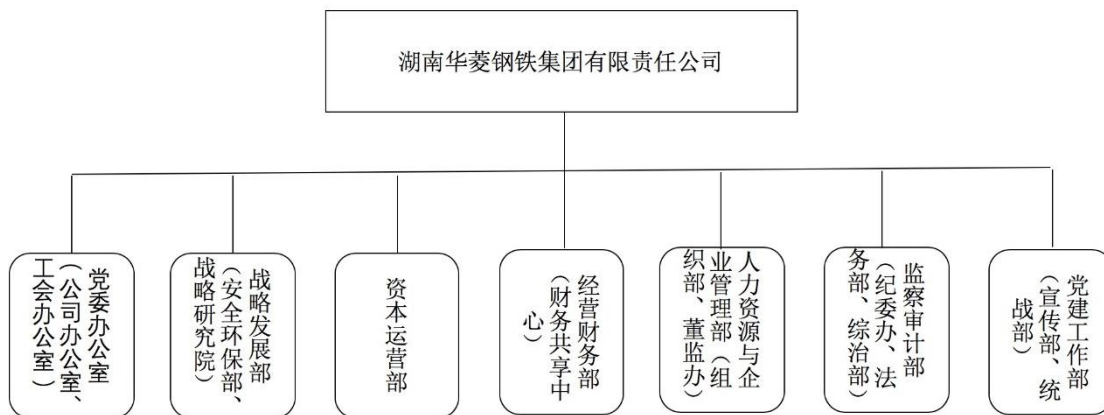 湖南华菱钢铁集团有限责任公司
党委办公室
（公司办公室、
工会办公室）
战略发展部
（安全环保部、
战略研究院）
资本运营部
经营财务部
（财务共享中
心）
人力资源与企
业管理部（组
织部、董监办）
监察审计部
（纪委办、法
务部、综治部）
党建工作部
（宣传部、统
战部）